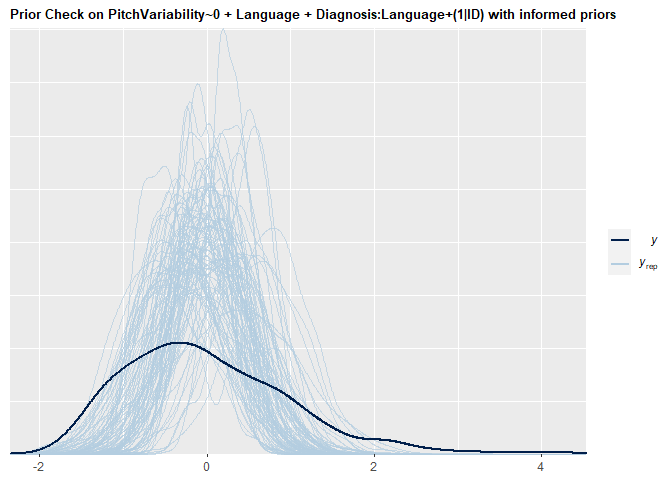 Prior Check on PitchVariability~0 + Language + Diagnosis:Language+(1|ID) with informed priors
y
yrep
-2 0 2 4